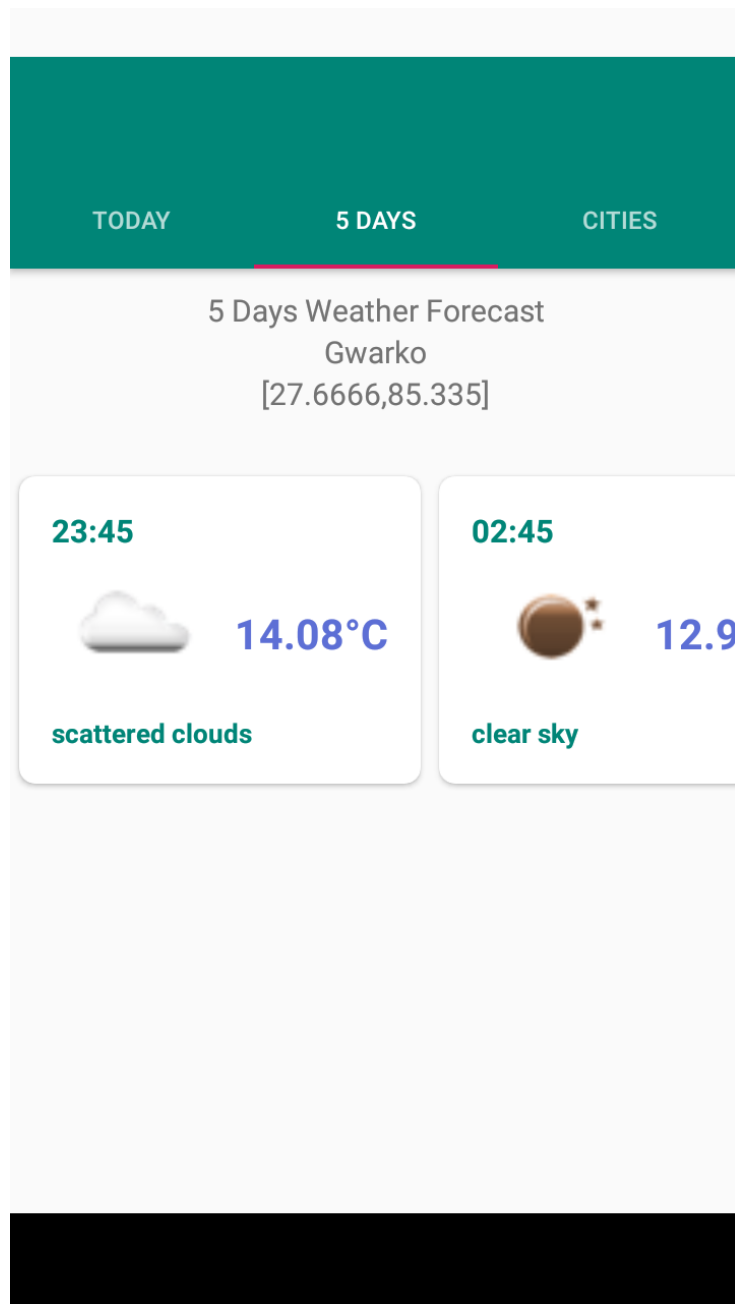 TODAY 5 DAYS CITIES
5 Days Weather Forecast
Gwarko
[27.6666,85.335]
23:45
14.08°C
scattered clouds
02:45
12.9
clear sky